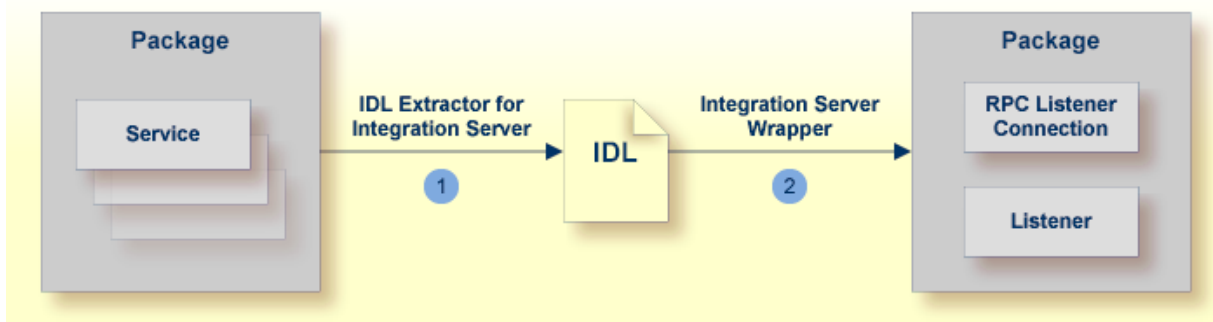 Package
Service
IDL Extractor for
Integration Server
1
IDL
Integration Server
Wrapper
2
Package
RPC Listener
Connection
Listener